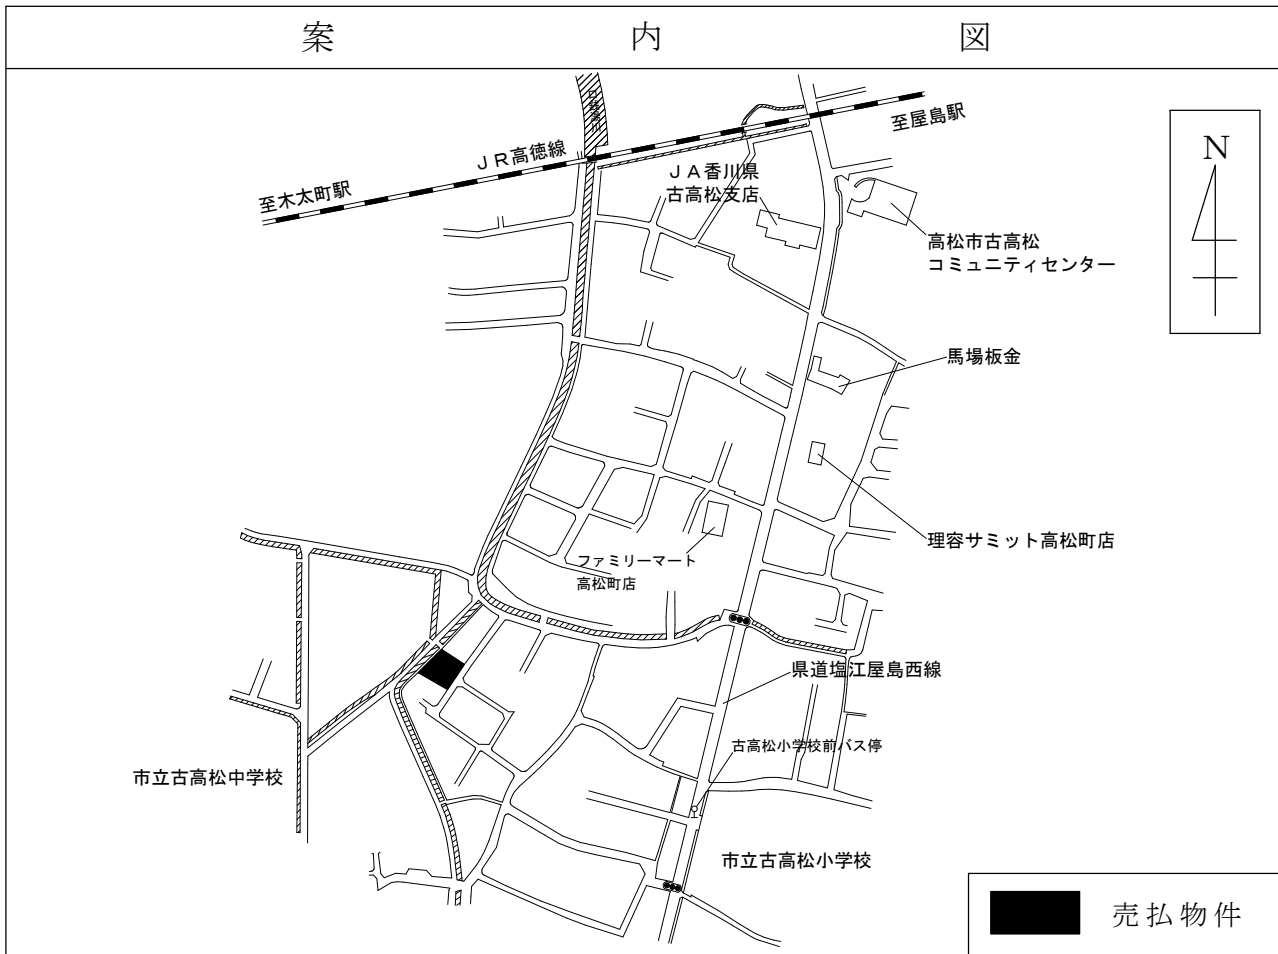 案内図
至屋島駅
JR高徳線
至木太町駅
JA香川県
古高松支店
N
高松市古高松
コミュニティセンター
馬場板金
理容サミット高松町店
ファミリーマート
高松町店
県道塩江屋島西線
古高松小学校前バス停
市立古高松中学校
市立古高松小学校
売払物件